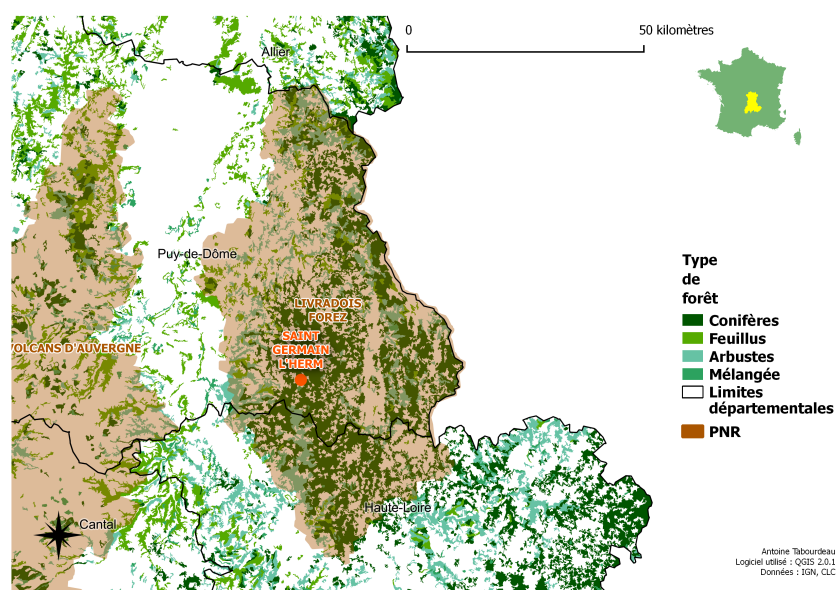 0
50 kilomètres
Allier
Puy-de-Dôme
LIVRADOIS
FOREZ
SAINT
GERMAIN
L'HERM
VOLCANS D'AUVERGNE
Haute-Loire
Cantal
Type
de
forêt
Conifères
Feuillus
Arbustes
Mélangée
Limites
départementales
PNR
Antoine Tabourdeau
Logiciel utilisé : QGIS 2.0.1
Données : IGN, CLC